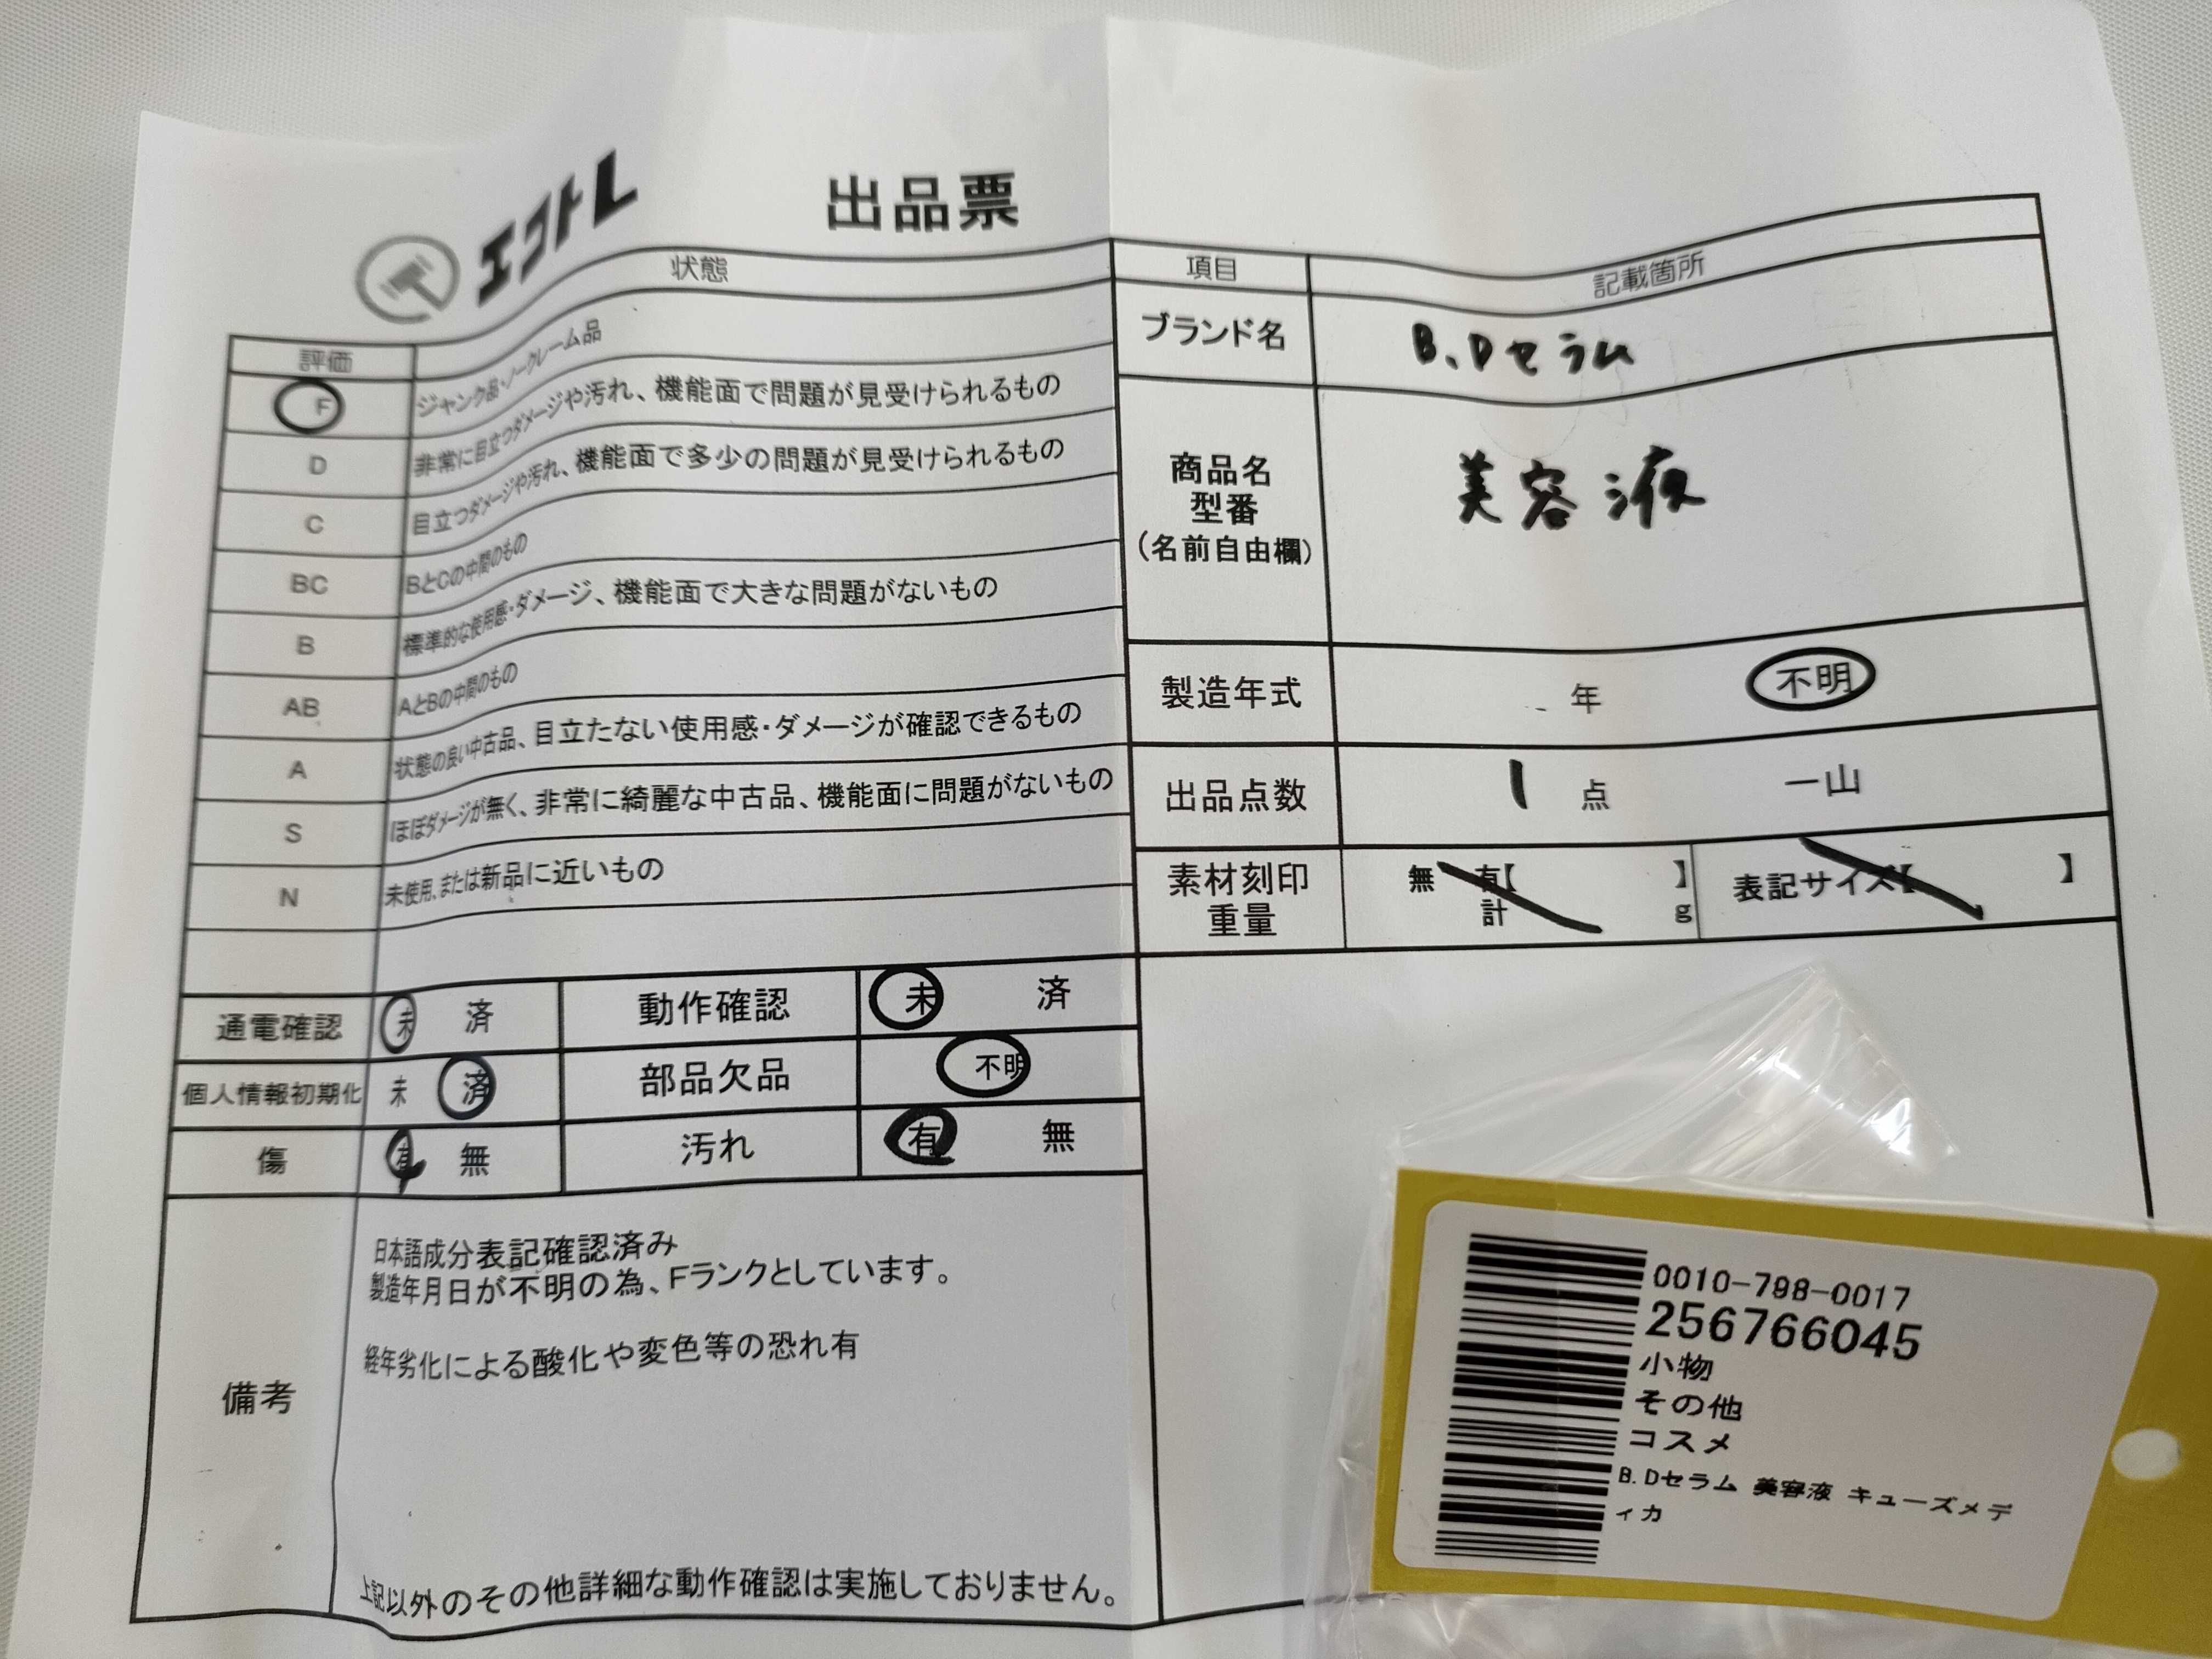 エコトレ
出品票
評価 状態
F ジャンク品・ノークレーム品
D 非常に目立つダメージや汚れ、機能面で問題が見受けられるもの
C 目立つダメージや汚れ、機能面で多少の問題が見受けられるもの
BC BとCの中間のもの
B 標準的な使用感・ダメージ、機能面で大きな問題がないもの
AB AとBの中間のもの
A 状態の良い中古品、目立たない使用感・ダメージが確認できるもの
S ほぼダメージが無く、非常に綺麗な中古品、機能面に問題がないもの
N 未使用、または新品に近いもの
通電確認 未 済 動作確認 未 済
個人情報初期化 未 済 部品欠品 不明
傷 有 無 汚れ 有 無
備考
日本語成分表記確認済み
製造年月日が不明の為、Fランクとしています。
経年劣化による酸化や変色等の恐れ有
上記以外のその他詳細な動作確認は実施しておりません。
項目 記載箇所
ブランド名 B.Dセラム
商品名
型番
(名前自由欄)
美容液
製造年式 年 不明
出品点数 1 点 一山
素材刻印 無 有【 】 表記サイズ【 】
重量 計 g
0010-798-0017
256766045
小物
その他
コスメ
B.Dセラム 美容液 キューズメデ
ィカ